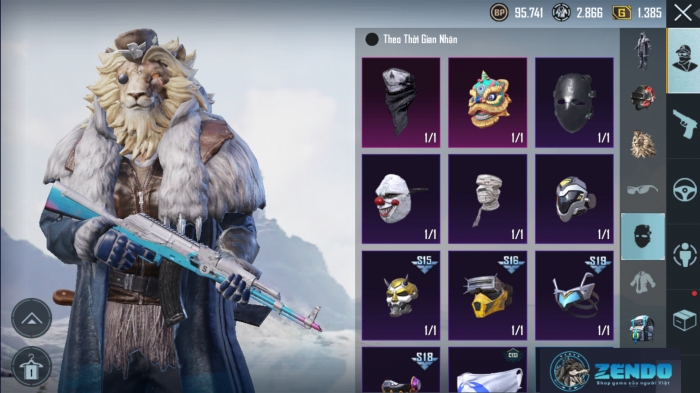 BP 95.741 2.866 G 1.385
Theo Thời Gian Nhận
1/1 1/1 1/1
1/1 1/1 1/1
S15 S16 S19
1/1 1/1 1/1
S18
1
ZENDO
Shop game của người Việt